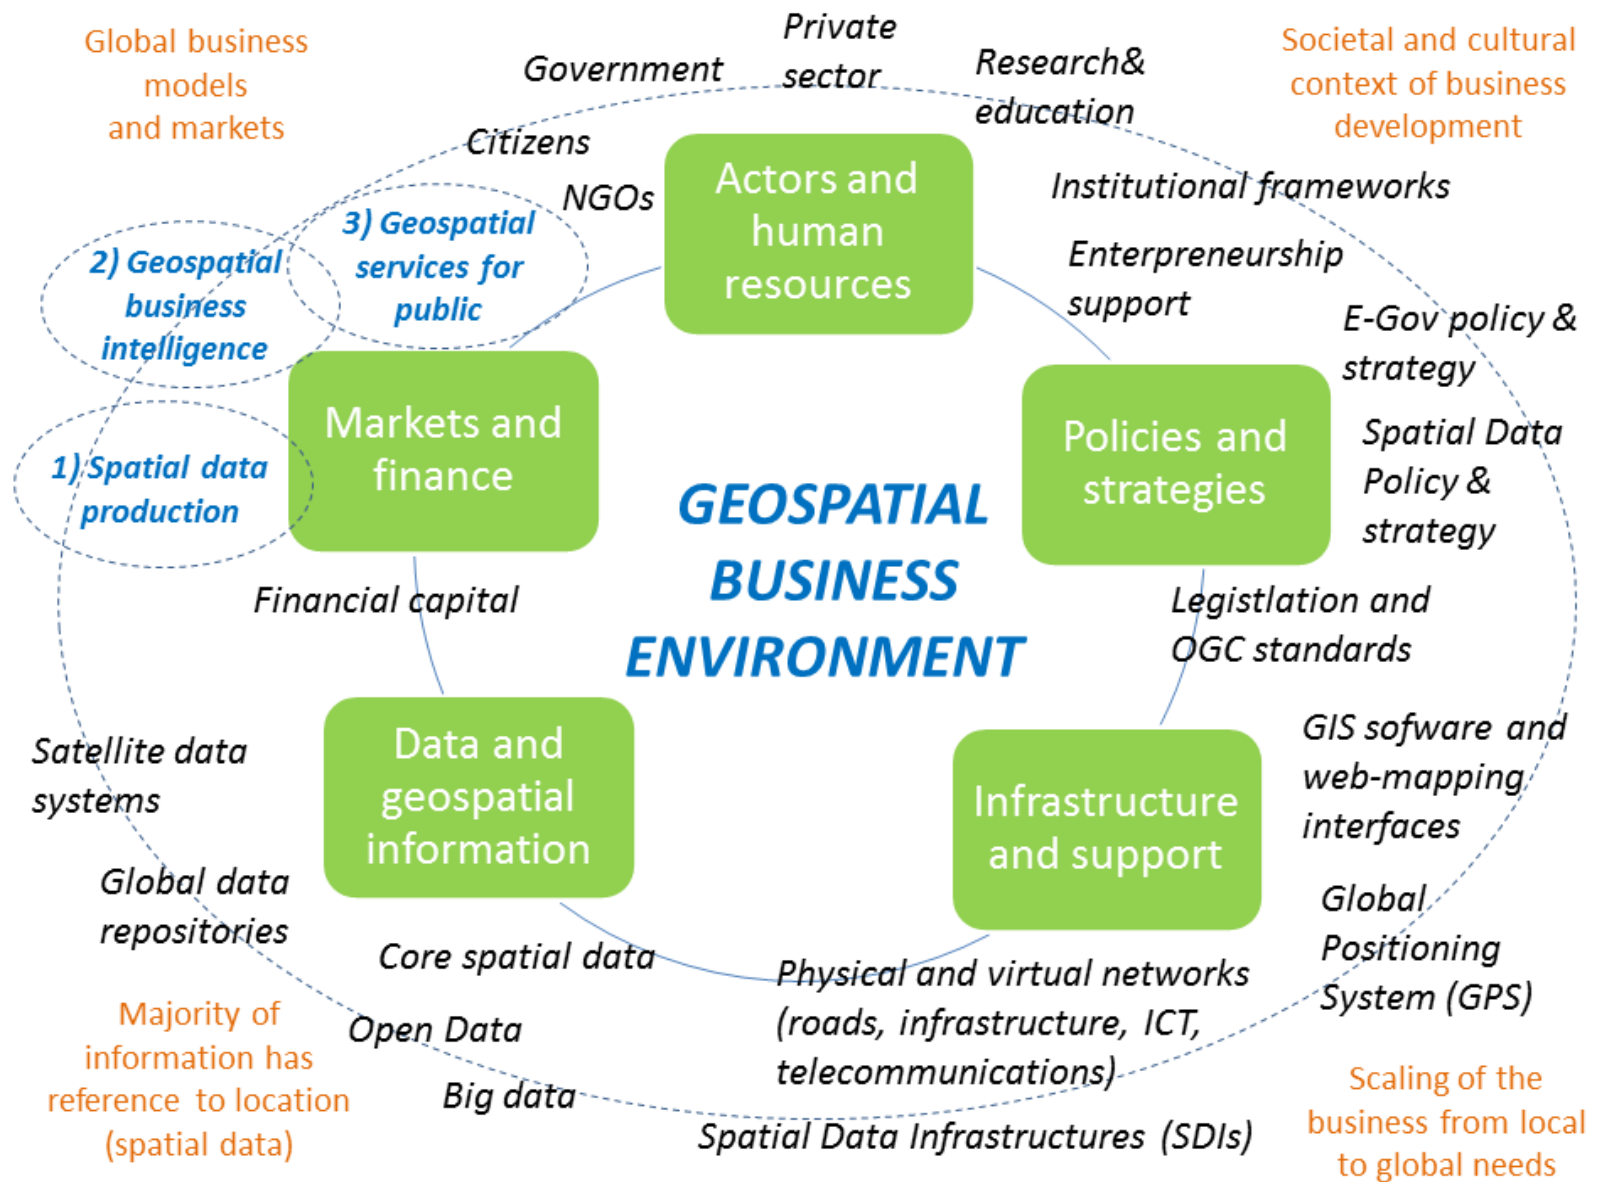 Global business
models
and markets
Government
Private
sector
Research&
education
Societal and cultural
context of business
development
Citizens
NGOs
Actors and
human
resources
Institutional frameworks
Enterpreneurship
support
3) Geospatial
services for
public
2) Geospatial
business
intelligence
1) Spatial data
production
Markets and
finance
E-Gov policy &
strategy
Policies and
strategies
Spatial Data
Policy &
strategy
GEOSPATIAL
BUSINESS
ENVIRONMENT
Financial capital
Legistlation and
OGC standards
Satellite data
systems
Data and
geospatial
information
Infrastructure
and support
GIS sofware and
web-mapping
interfaces
Global data
repositories
Core spatial data
Physical and virtual networks
(roads, infrastructure, ICT,
telecommunications)
Global
Positioning
System (GPS)
Majority of
information has
reference to location
(spatial data)
Open Data
Big data
Spatial Data Infrastructures (SDIs)
Scaling of the
business from local
to global needs